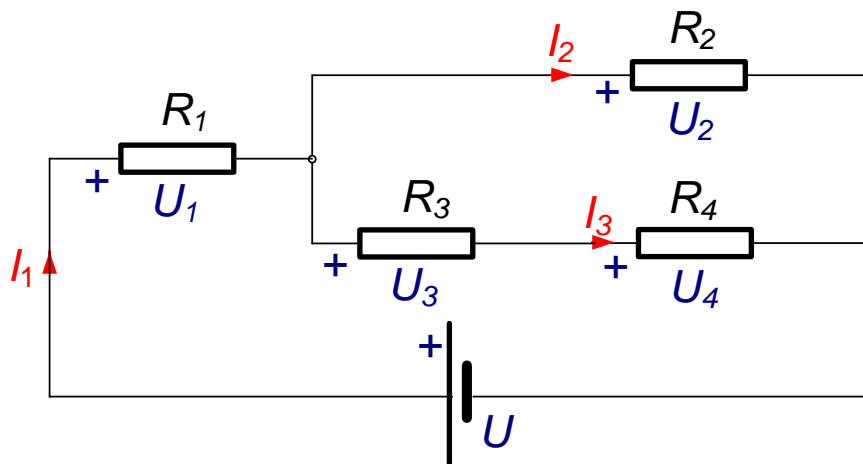 I2
R2
+
U2
R1
+
U1
R3
I3
R4
+
U3
+
U4
I1
+
U